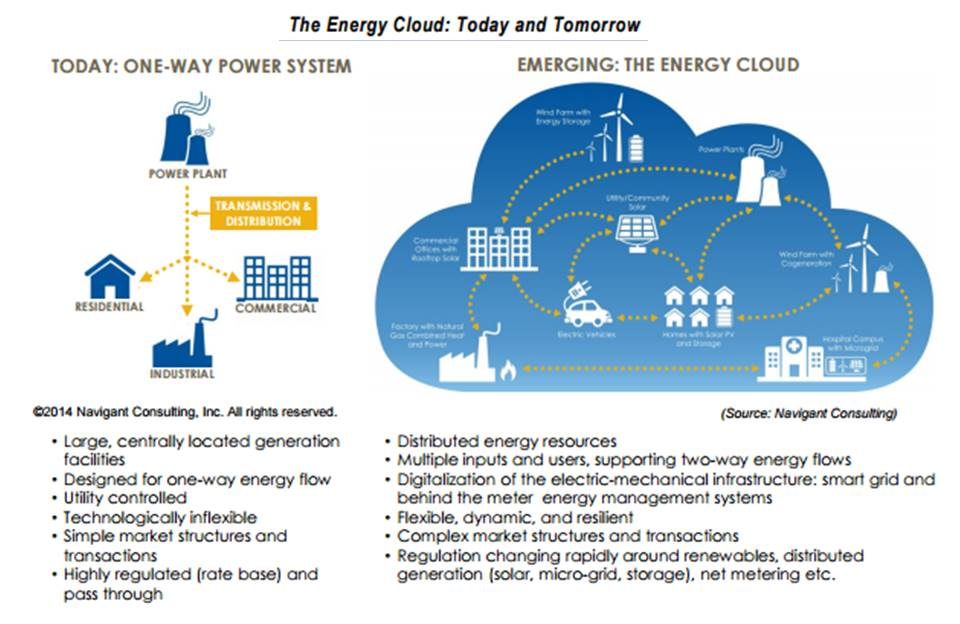 The Energy Cloud: Today and Tomorrow
TODAY: ONE-WAY POWER SYSTEM
POWER PLANT
TRANSMISSION &
DISTRIBUTION
RESIDENTIAL
COMMERCIAL
INDUSTRIAL
©2014 Navigant Consulting, Inc. All rights reserved.
• Large, centrally located generation
facilities
• Designed for one-way energy flow
• Utility controlled
• Technologically inflexible
• Simple market structures and
transactions
• Highly regulated (rate base) and
pass through
EMERGING: THE ENERGY CLOUD
Wind Farm with
Energy Storage
Power Plants
Utility/Community
Solar
Commercial
Offices with
Rooftop Solar
Wind Farm with
Cogeneration
Electric Vehicles
Homes with Solar PV
and Storage
Factory with Natural
Gas Combined Heat
and Power
Hospital Campus
with Microgrid
(Source: Navigant Consulting)
• Distributed energy resources
• Multiple inputs and users, supporting two-way energy flows
• Digitalization of the electric-mechanical infrastructure: smart grid and
behind the meter energy management systems
• Flexible, dynamic, and resilient
• Complex market structures and transactions
• Regulation changing rapidly around renewables, distributed
generation (solar, micro-grid, storage), net metering etc.